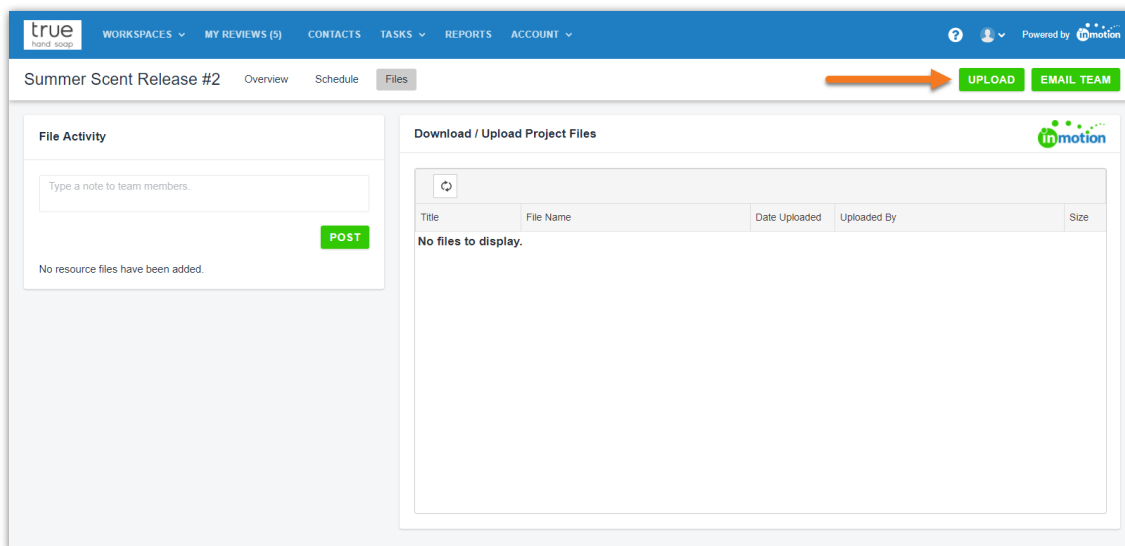 true
hand soap
WORKSPACES MY REVIEWS (5) CONTACTS TASKS REPORTS ACCOUNT ? Powered by inmotion
Summer Scent Release #2 Overview Schedule Files UPLOAD EMAIL TEAM
File Activity
Type a note to team members.
POST
No resource files have been added.
Download / Upload Project Files inmotion
Title File Name Date Uploaded Uploaded By Size
No files to display.